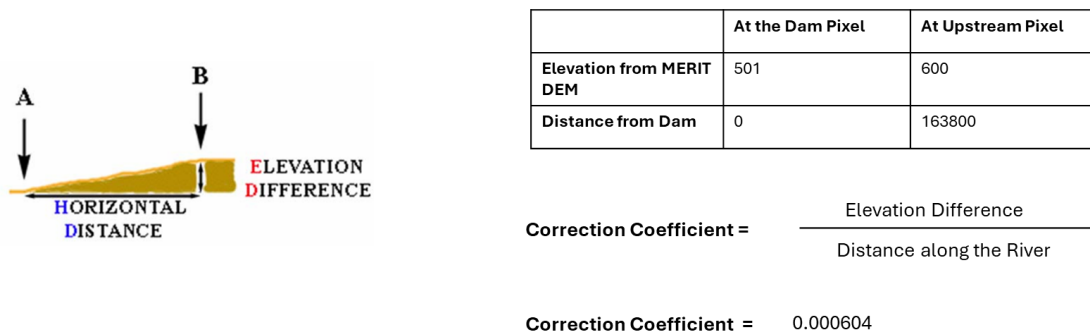 A
B
ELEVATION
DIFFERENCE
HORIZONTAL
DISTANCE
At the Dam Pixel At Upstream Pixel
Elevation from MERIT 501 600
DEM
Distance from Dam 0 163800
Elevation Difference
Correction Coefficient =
Distance along the River
Correction Coefficient = 0.000604